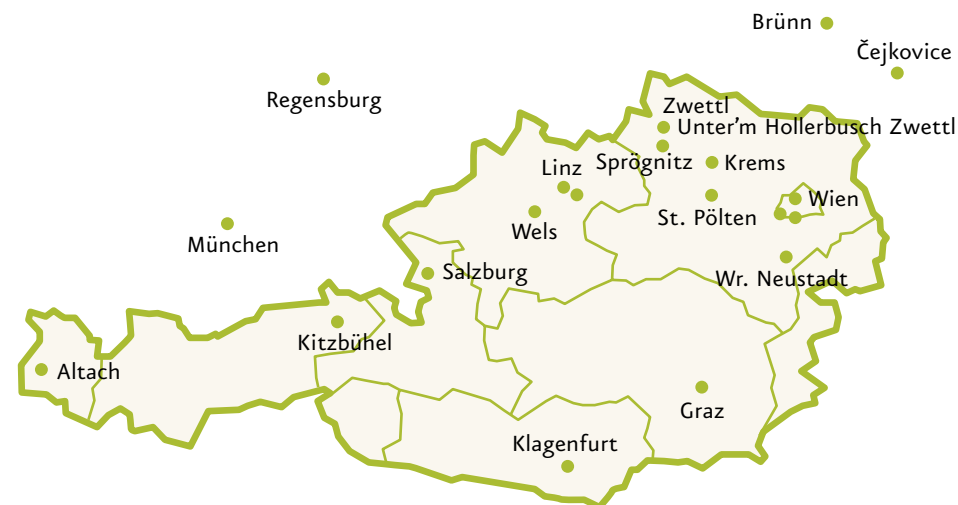 Brünn
Čejkovice
Regensburg
Zwettl
Unter'm Hollerbusch Zwettl
Sprögnitz
Krems
Linz
Wien
St. Pölten
Wels
München
Salzburg
Wr. Neustadt
Kitzbühel
Altach
Graz
Klagenfurt